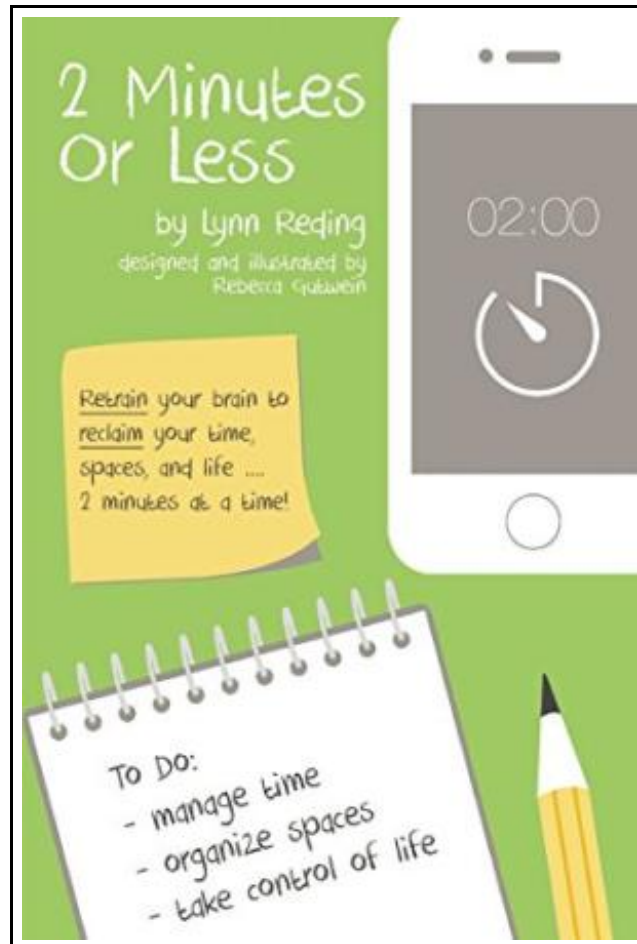 2 Minutes
or Less
by Lynn Reding
designed and illustrated by
Rebecca Gutwein
02:00
Retrain your brain to
reclaim your time,
spaces, and life ....
2 minutes at a time!
To Do:
- manage time
- organize spaces
- take control of life